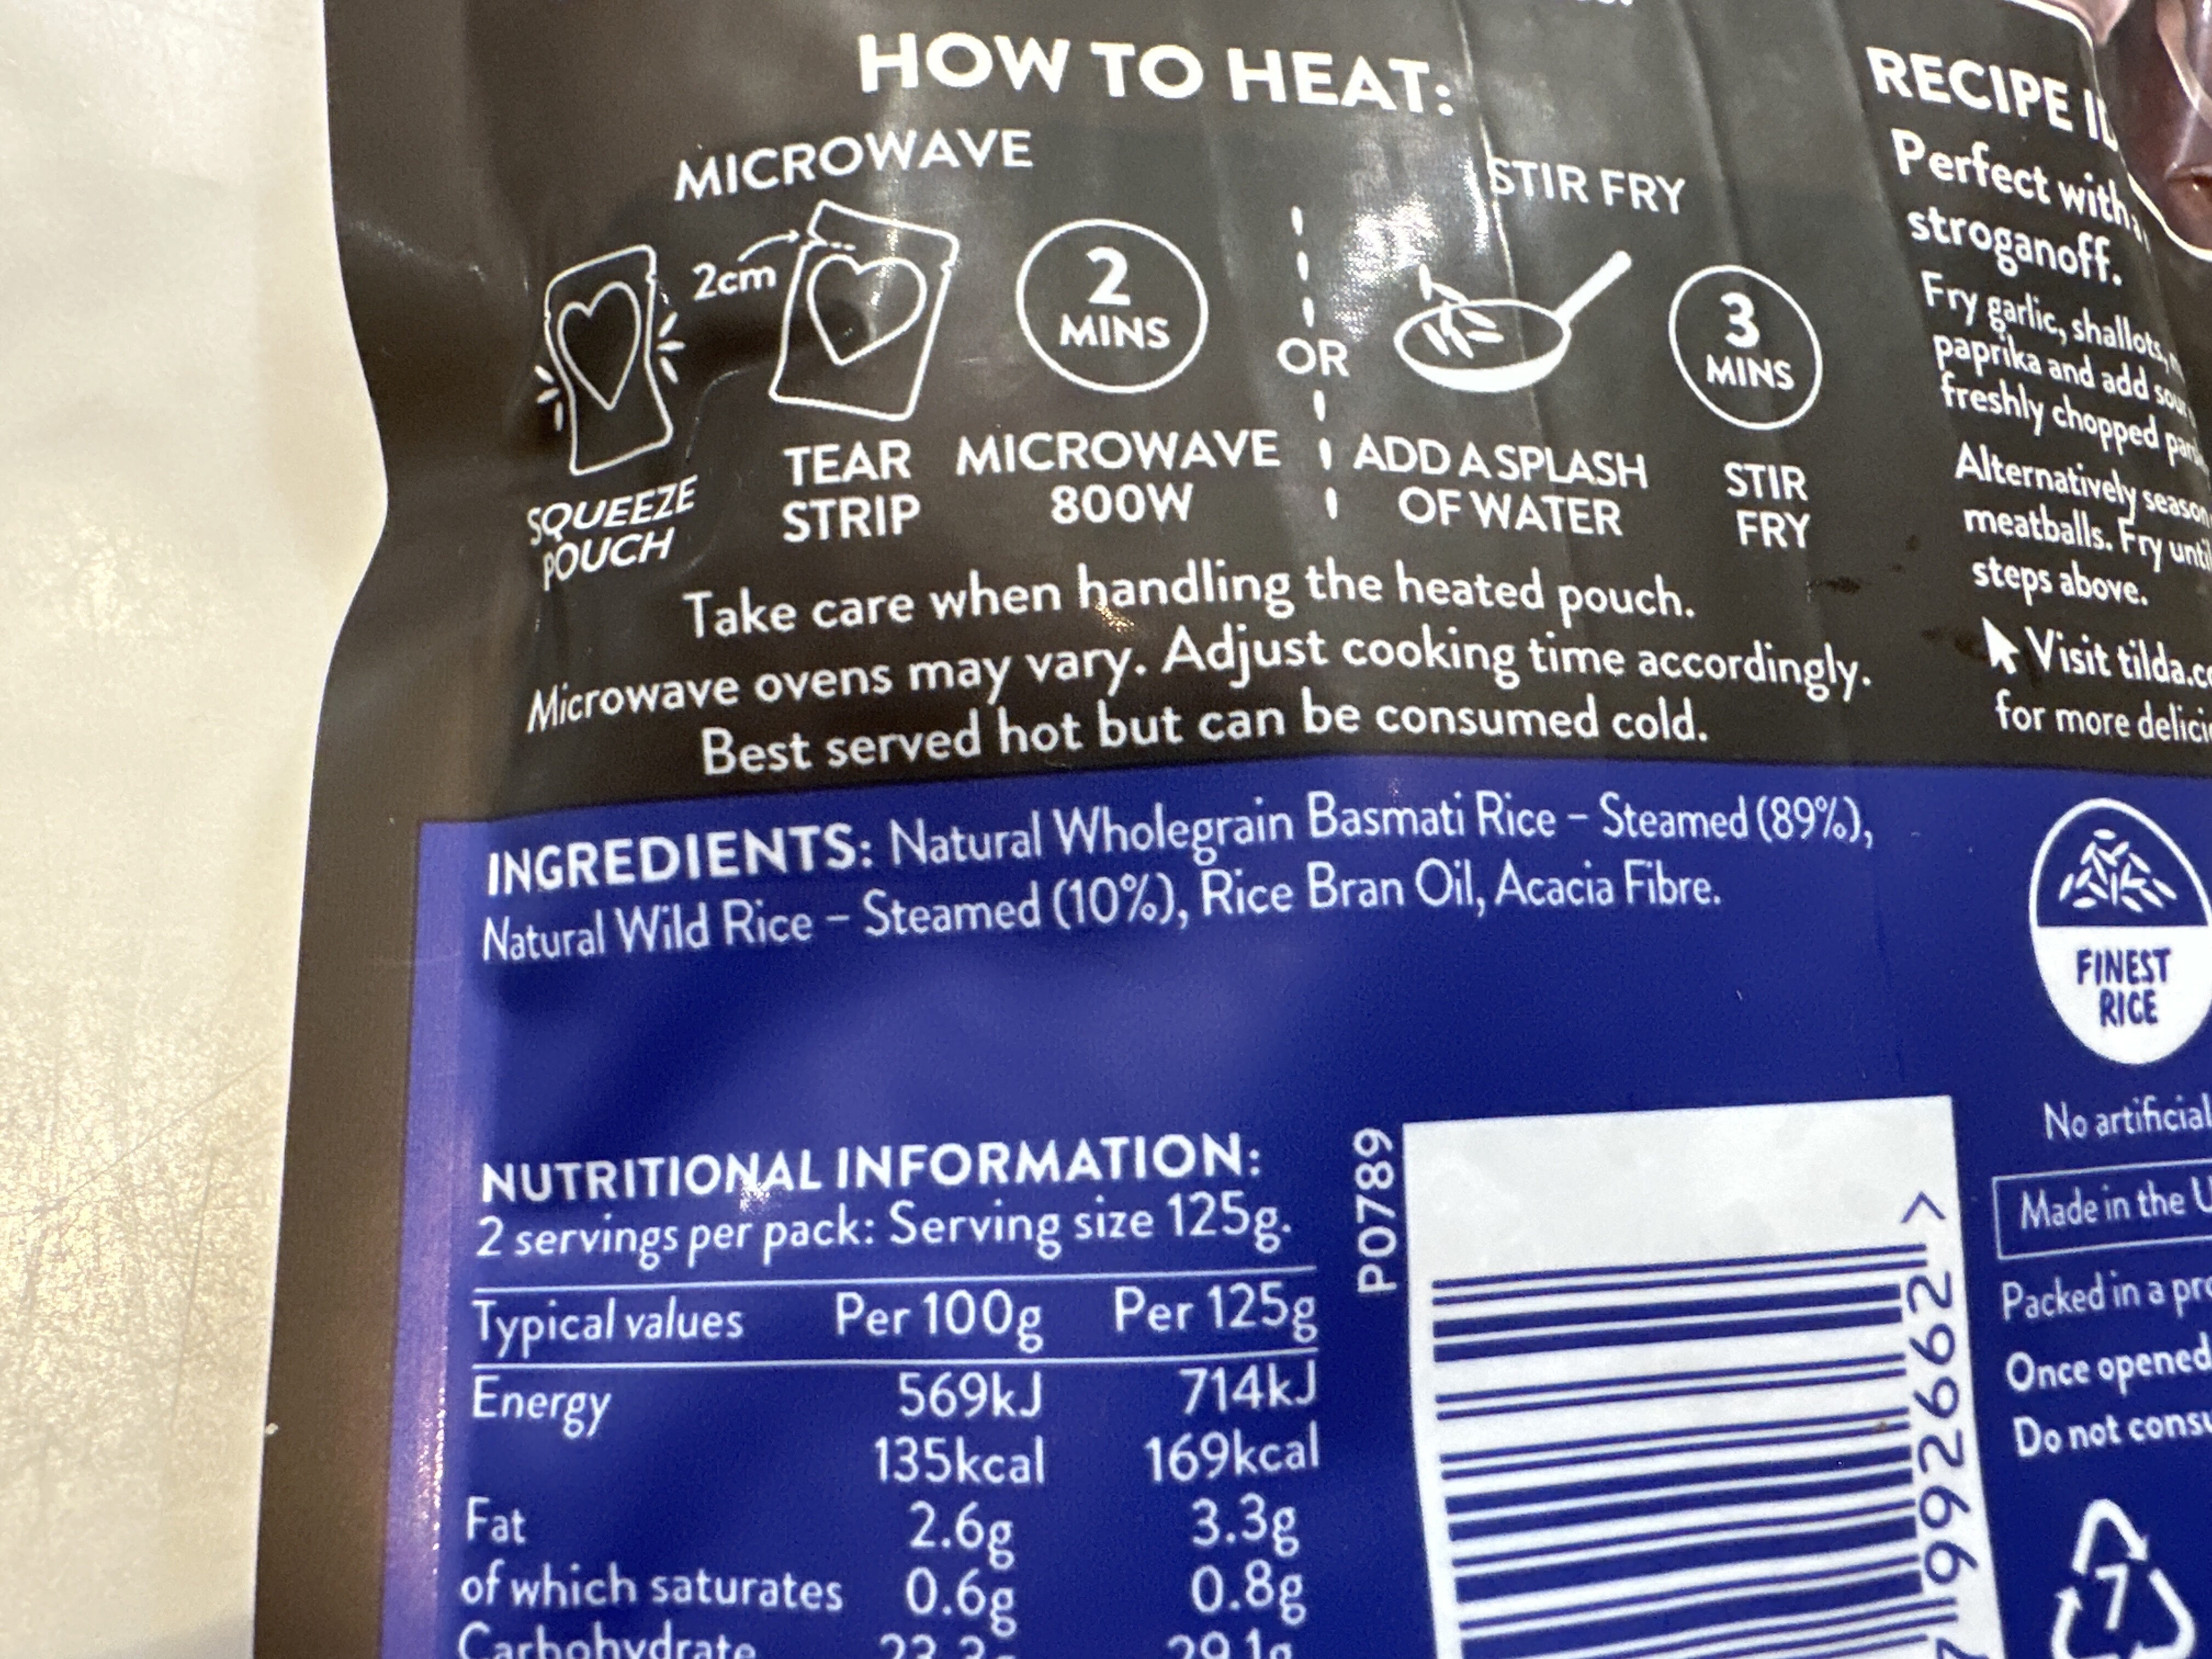 HOW TO HEAT:
MICROWAVE
STIR FRY
2cm
2
MINS
OR
3
MINS
SQUEEZE
POUCH
TEAR
STRIP
MICROWAVE
800W
ADD A SPLASH
OF WATER
STIR
FRY
Take care when handling the heated pouch.
Microwave ovens may vary. Adjust cooking time accordingly.
Best served hot but can be consumed cold.
RECIPE
Perfect with
stroganoff.
Fry garlic, shallots,
paprika and add
freshly chopped
Alternatively
meatballs. Fry
steps above.
Visit
for more
INGREDIENTS: Natural Wholegrain Basmati Rice – Steamed (89%),
Natural Wild Rice – Steamed (10%), Rice Bran Oil, Acacia Fibre.
FINEST
RICE
NUTRITIONAL INFORMATION:
2 servings per pack: Serving size 125g.
Typical values Per 100g Per 125g
Energy 569kJ 714kJ
135kcal 169kcal
Fat 2.6g 3.3g
of which saturates 0.6g 0.8g
Carbohydrate 29.1g
P0789
992662 >
No artificial
Made in the
Packed in a
Once opened
Do not
7